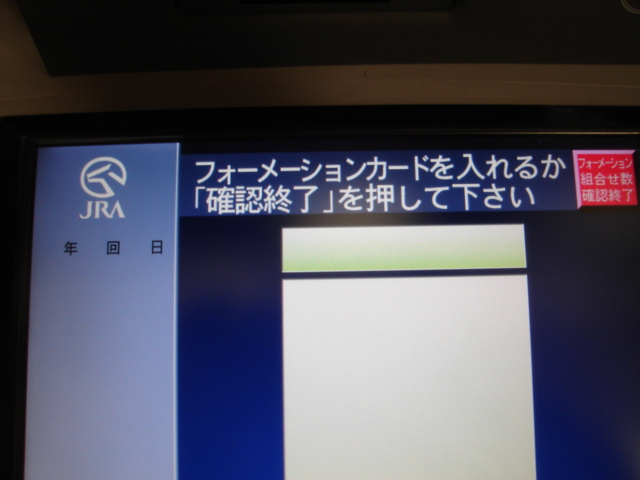 フォーメーションカードを入れるか
「確認終了」を押して下さい
フォーメーション
組合せ数
確認終了
JRA
年 回 日